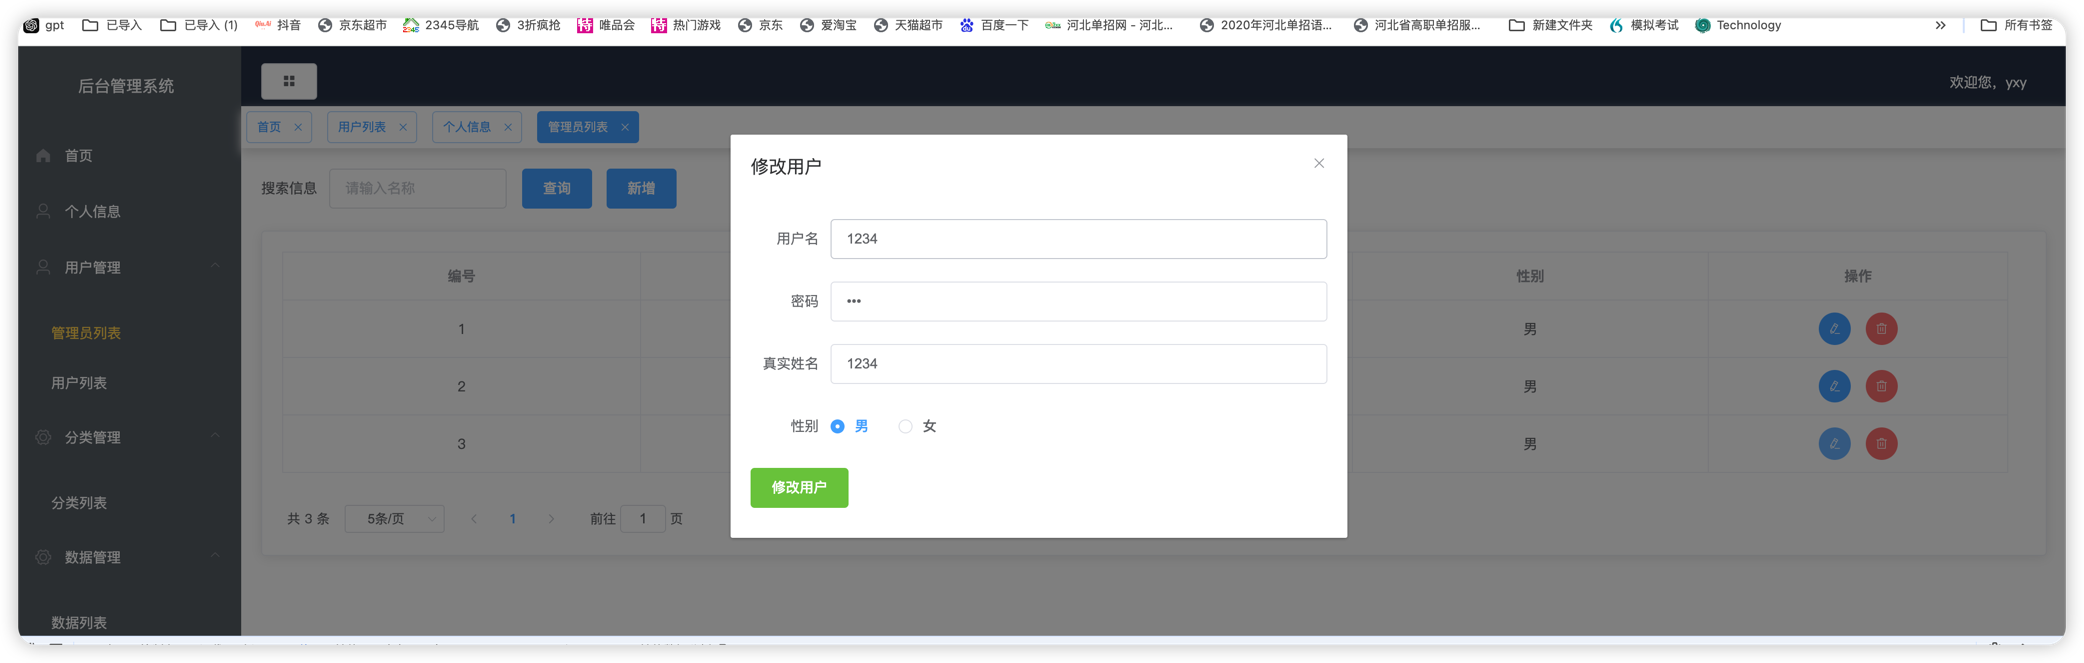 gpt 已导入 已导入 (1) 抖音 京东超市 2345导航 3折疯抢 唯品会 热门游戏 京东 爱淘宝 天猫超市 百度一下 河北单招网 - 河北... 2020年河北单招语... 河北省高职单招服... 新建文件夹 模拟考试 Technology » 所有书签
后台管理系统
欢迎您，yxy
首页 用户列表 个人信息 管理员列表
首页
个人信息
用户管理
管理员列表
用户列表
分类管理
分类列表
数据管理
数据列表
搜索信息 请输入名称 查询 新增
编号 性别 操作
1 男
2 男
3 男
共 3 条 5条/页 1 前往 1 页
修改用户
用户名 1234
密码 •••
真实姓名 1234
性别 男 女
修改用户